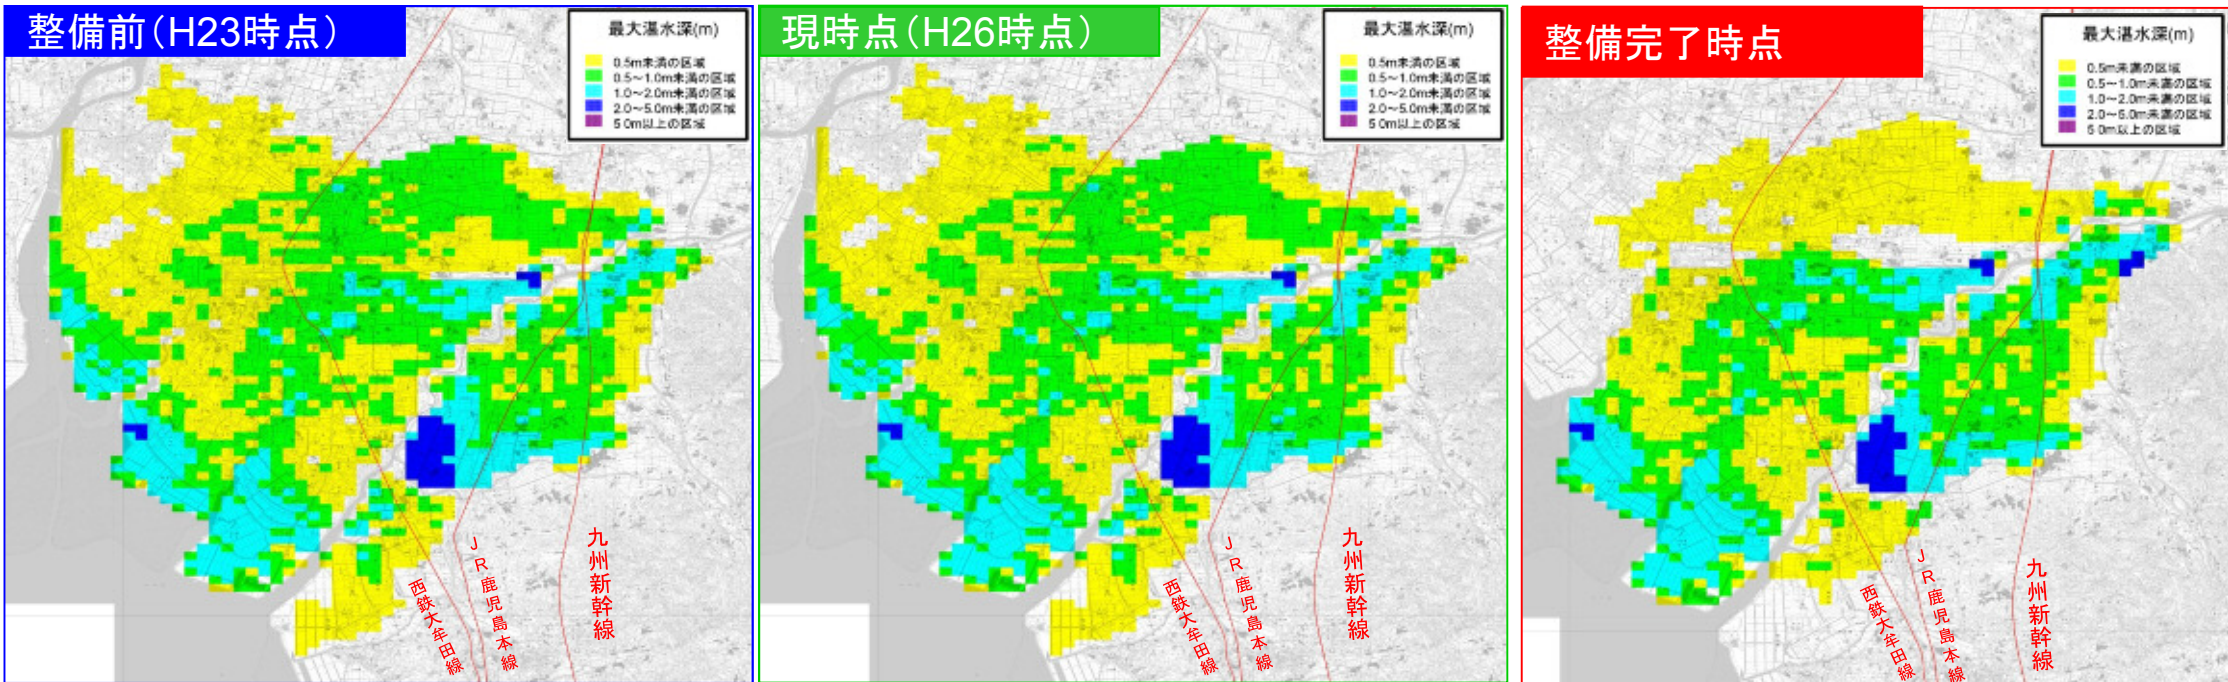 整備前(H23時点)
最大湛水深(m)
0.5m未満の区域
0.5~1.0m未満の区域
1.0~2.0m未満の区域
2.0~5.0m未満の区域
5.0m以上の区域
九州新幹線
JR鹿児島本線
西鉄大牟田線
現時点(H26時点)
最大湛水深(m)
0.5m未満の区域
0.5~1.0m未満の区域
1.0~2.0m未満の区域
2.0~5.0m未満の区域
5.0m以上の区域
九州新幹線
JR鹿児島本線
西鉄大牟田線
整備完了時点
最大湛水深(m)
0.5m未満の区域
0.5~1.0m未満の区域
1.0~2.0m未満の区域
2.0~5.0m未満の区域
5.0m以上の区域
九州新幹線
JR鹿児島本線
西鉄大牟田線